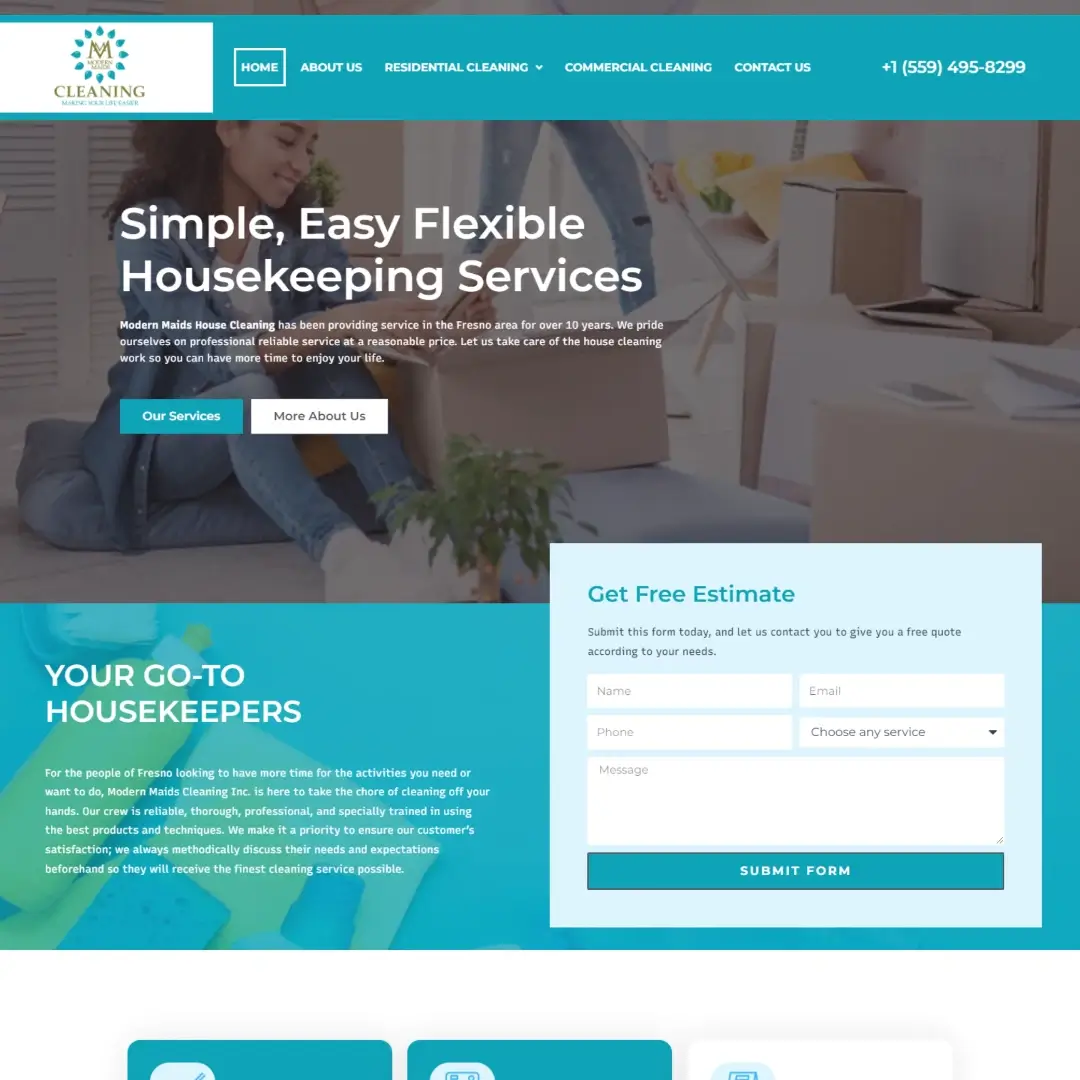 MM
MODERN
MAIDS
CLEANING
MAKING YOUR LIFE EASIER
HOME
ABOUT US
RESIDENTIAL CLEANING
COMMERCIAL CLEANING
CONTACT US
+1 (559) 495-8299
Simple, Easy Flexible
Housekeeping Services
Modern Maids House Cleaning has been providing service in the Fresno area for over 10 years. We pride
ourselves on professional reliable service at a reasonable price. Let us take care of the house cleaning
work so you can have more time to enjoy your life.
Our Services
More About Us
YOUR GO-TO
HOUSEKEEPERS
For the people of Fresno looking to have more time for the activities you need or
want to do, Modern Maids Cleaning Inc. is here to take the chore of cleaning off your
hands. Our crew is reliable, thorough, professional, and specially trained in using
the best products and techniques. We make it a priority to ensure our customer’s
satisfaction; we always methodically discuss their needs and expectations
beforehand so they will receive the finest cleaning service possible.
Get Free Estimate
Submit this form today, and let us contact you to give you a free quote
according to your needs.
Name
Email
Phone
Choose any service
Message
SUBMIT FORM